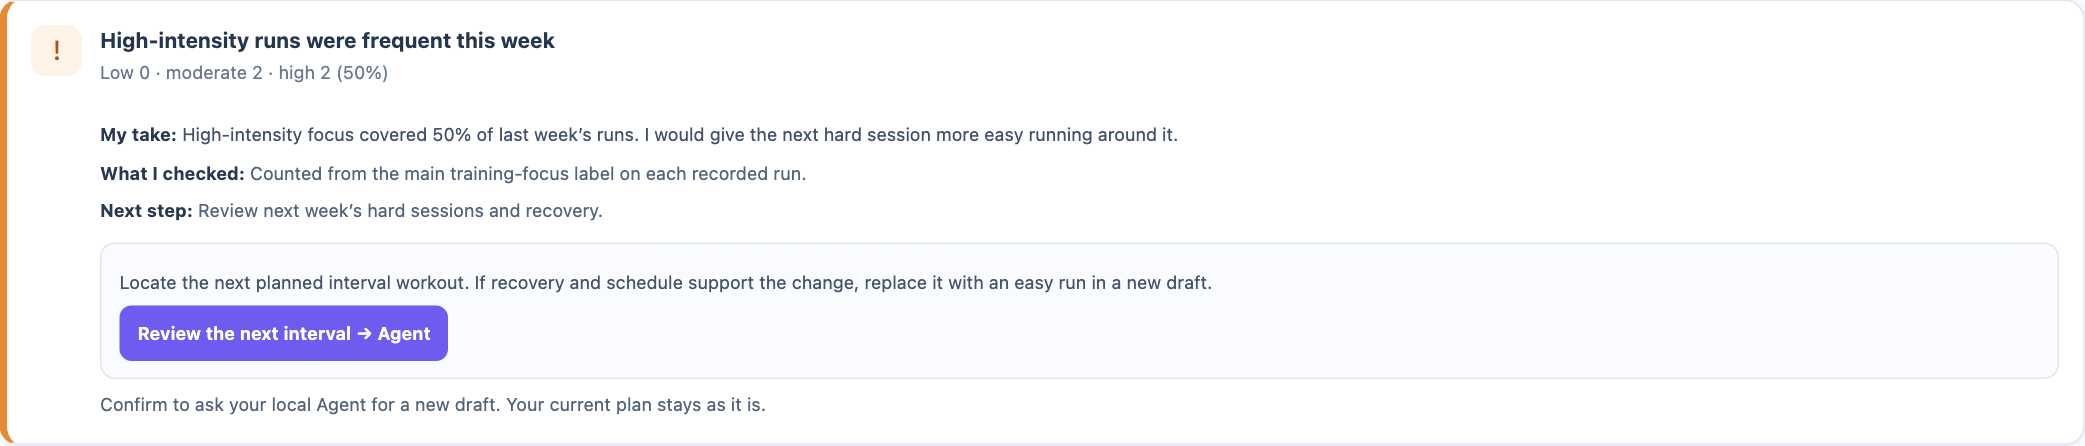 !
High-intensity runs were frequent this week
Low 0 · moderate 2 · high 2 (50%)
My take: High-intensity focus covered 50% of last week’s runs. I would give the next hard session more easy running around it.
What I checked: Counted from the main training-focus label on each recorded run.
Next step: Review next week’s hard sessions and recovery.
Locate the next planned interval workout. If recovery and schedule support the change, replace it with an easy run in a new draft.
Review the next interval → Agent
Confirm to ask your local Agent for a new draft. Your current plan stays as it is.